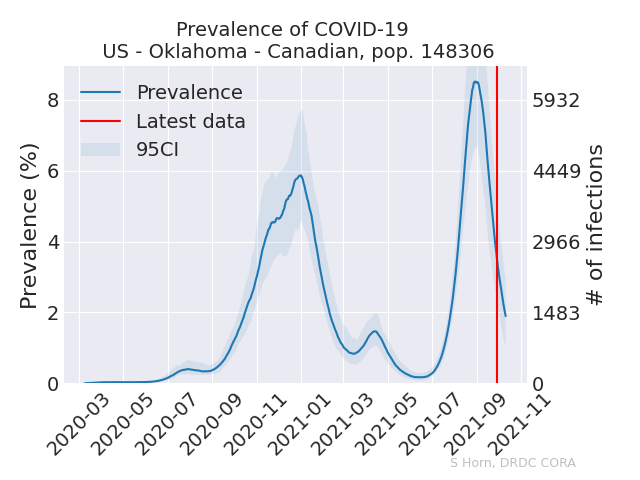 Prevalence of COVID-19
US - Oklahoma - Canadian, pop. 148306
Prevalence
Latest data
95CI
Prevalence (%)
8
6
4
2
0
5932
4449
2966
1483
0
# of infections
2020-03
2020-05
2020-07
2020-09
2020-11
2021-01
2021-03
2021-05
2021-07
2021-09
2021-11
S Horn, DRDC CORA